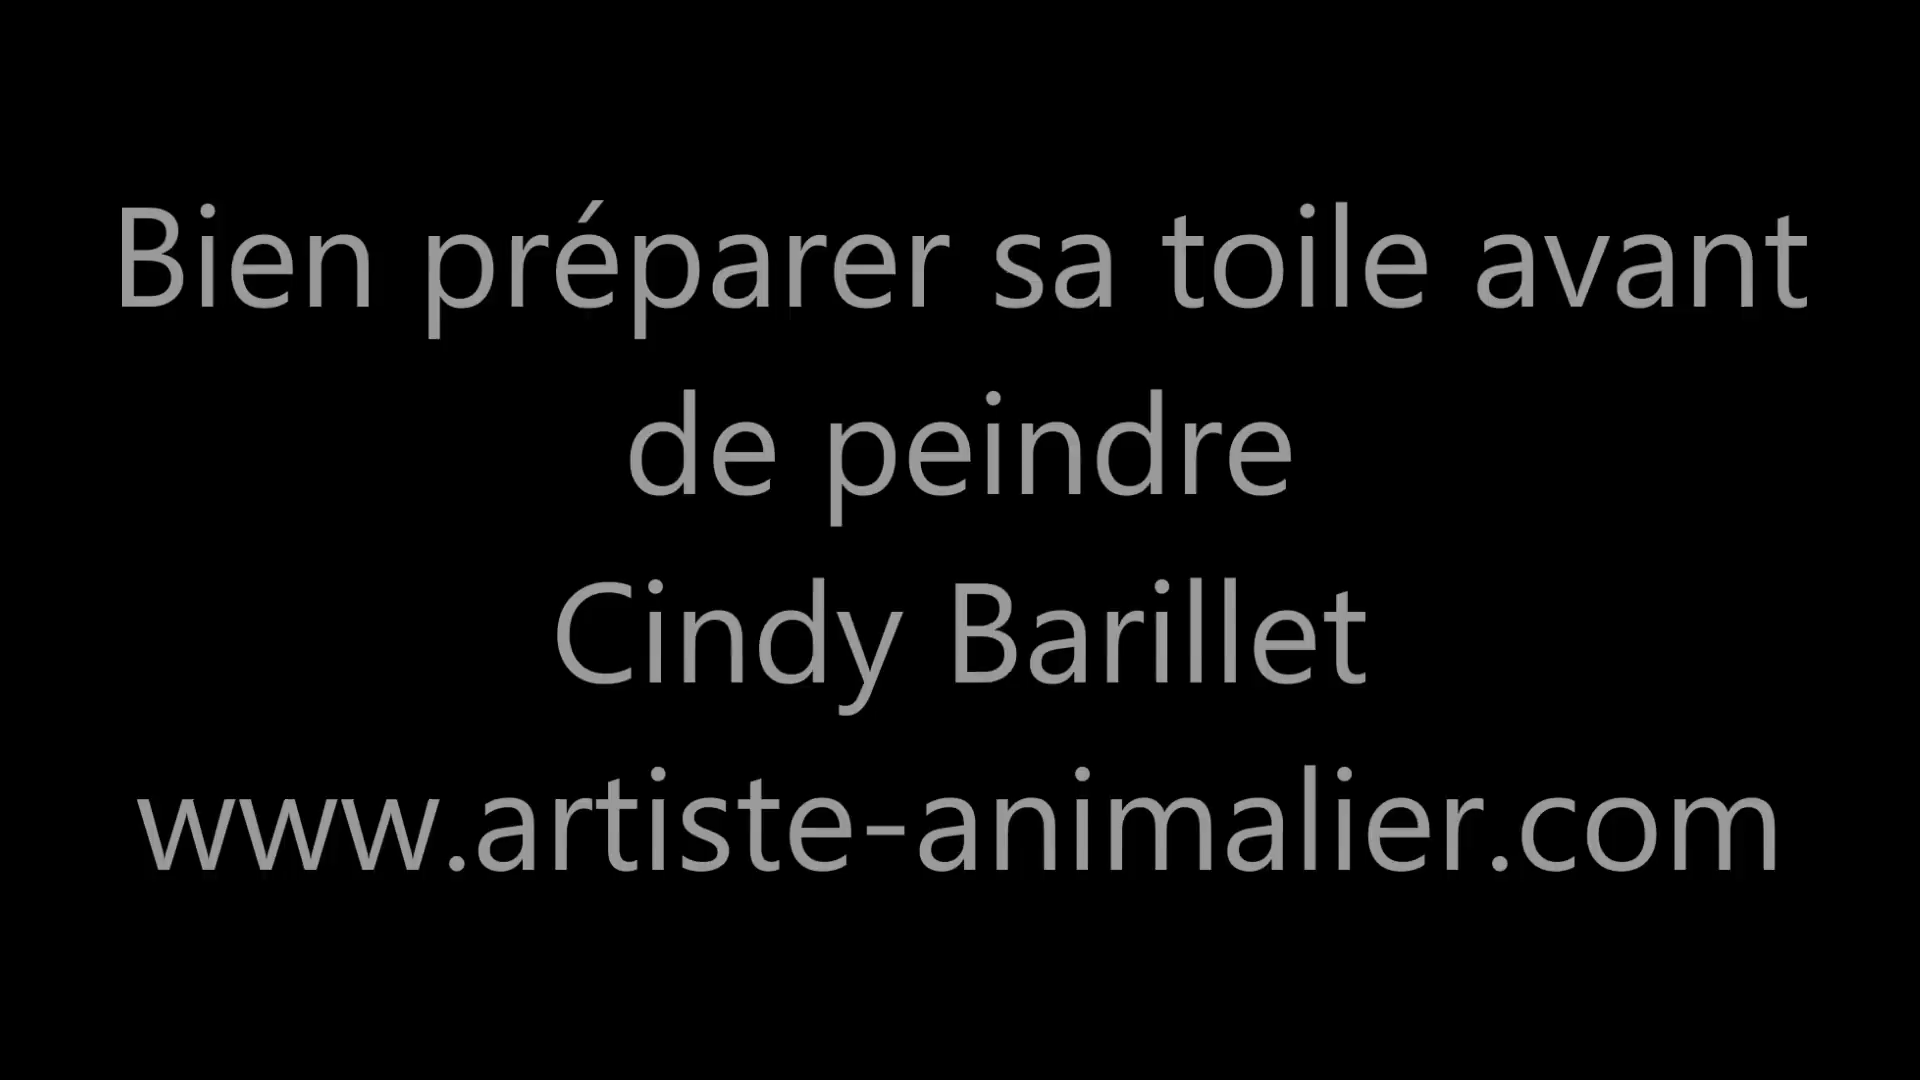 Bien préparer sa toile avant
de peindre
Cindy Barillet
www.artiste-animalier.com